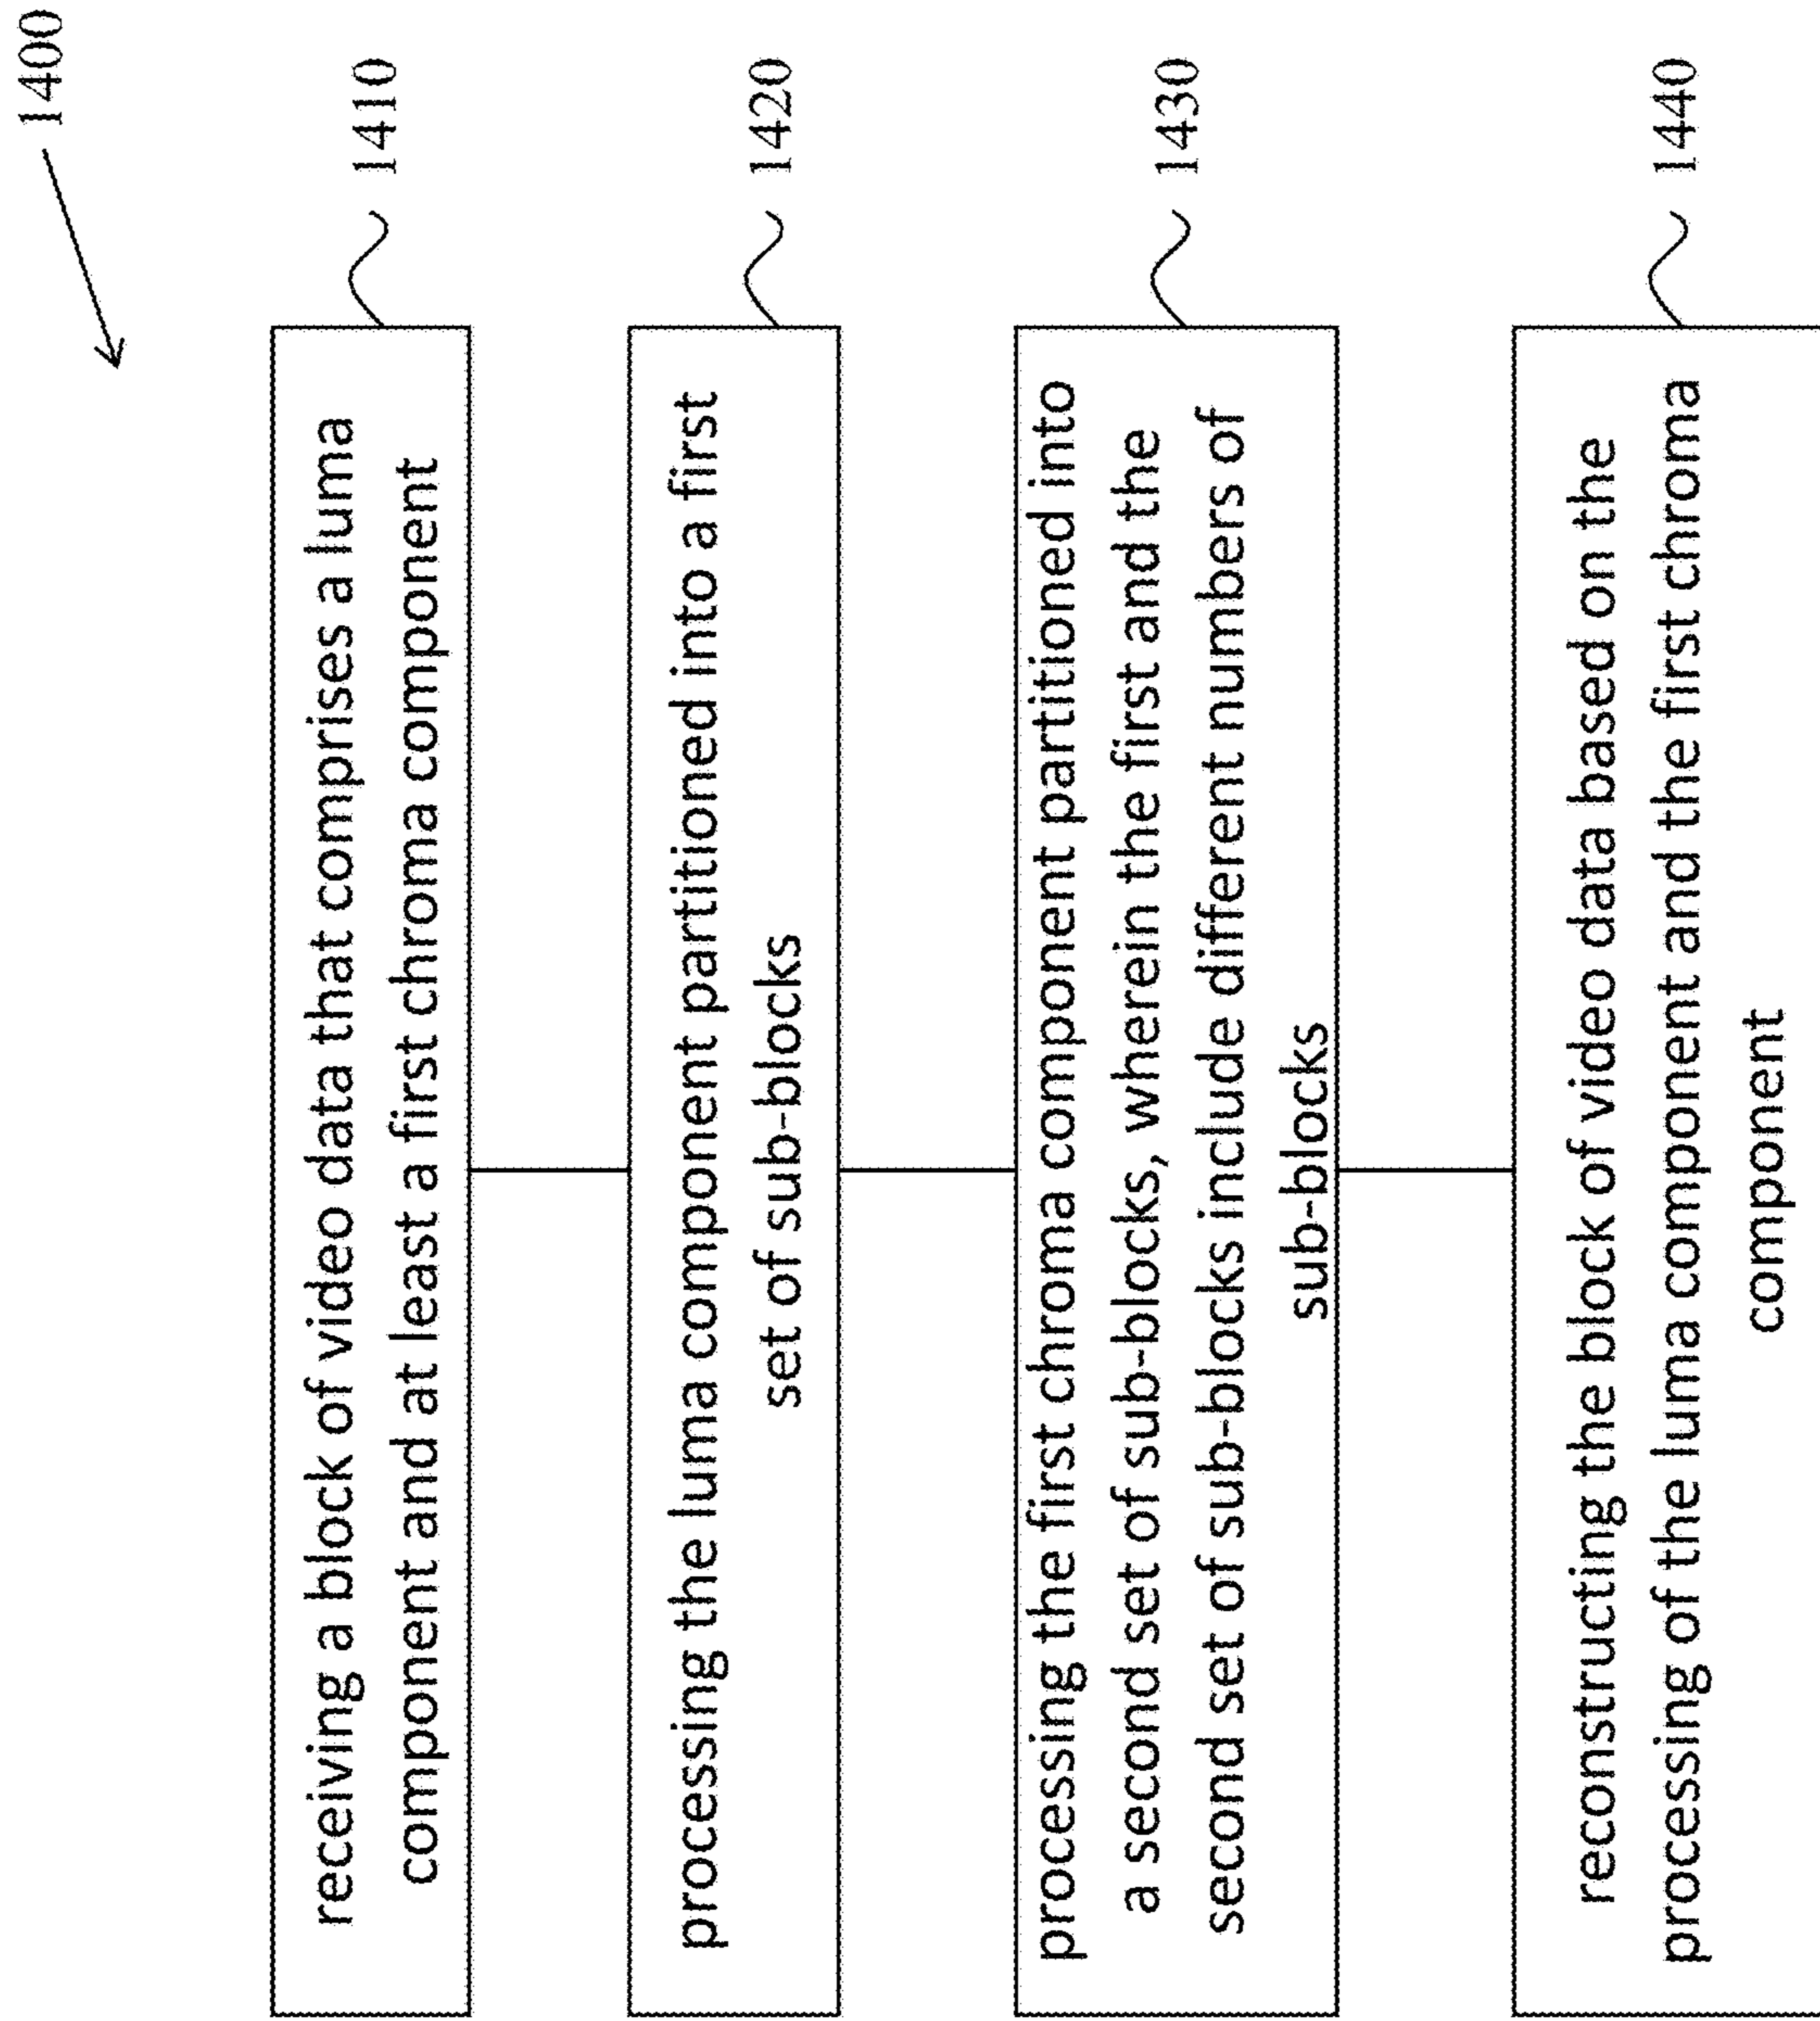 1400
receiving a block of video data that comprises a luma
component and at least a first chroma component
1410
processing the luma component partitioned into a first
set of sub-blocks
1420
processing the first chroma component partitioned into
a second set of sub-blocks, wherein the first and the
second set of sub-blocks include different numbers of
sub-blocks
1430
reconstructing the block of video data based on the
processing of the luma component and the first chroma
component
1440